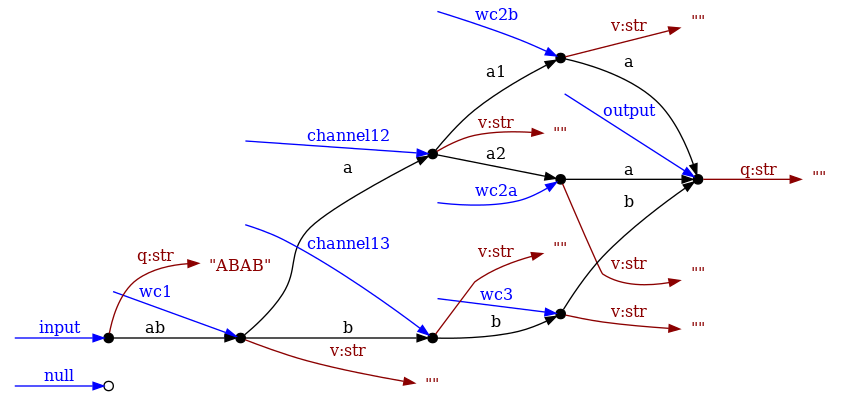 wc2b
v:str
""
a
a1
output
channel12
v:str
""
a2
a
a
q:str
""
wc2a
b
channel13
v:str
""
q:str
"ABAB"
v:str
""
wc1
wc3
v:str
""
b
input
ab
b
v:str
""
null